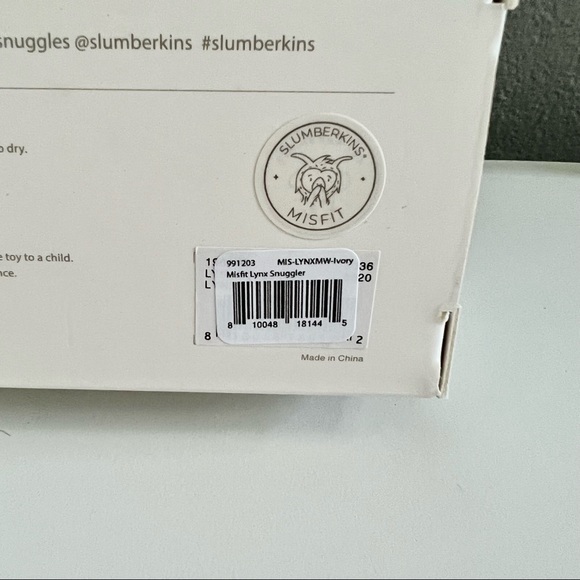 snuggles @slumberkins #slumberkins
dry.
SLUMBERKINS®
MISFIT
toy to a child.
991203 MIS-LYNXMW-Ivory
Misfit Lynx Snuggler
36
20
8 10048 18144 5
8 2
Made in China